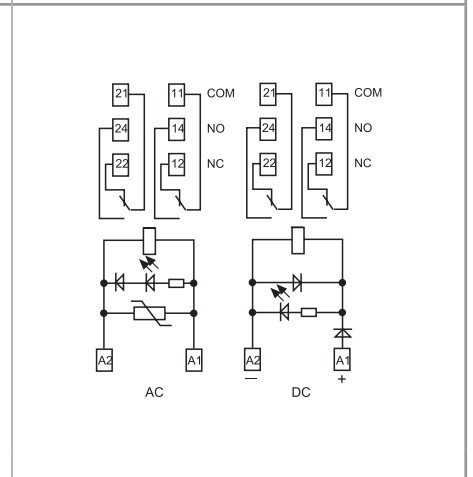 21 11 COM 21 11 COM
24 14 NO 24 14 NO
22 12 NC 22 12 NC
A2 A1 A2 A1
— +
AC DC